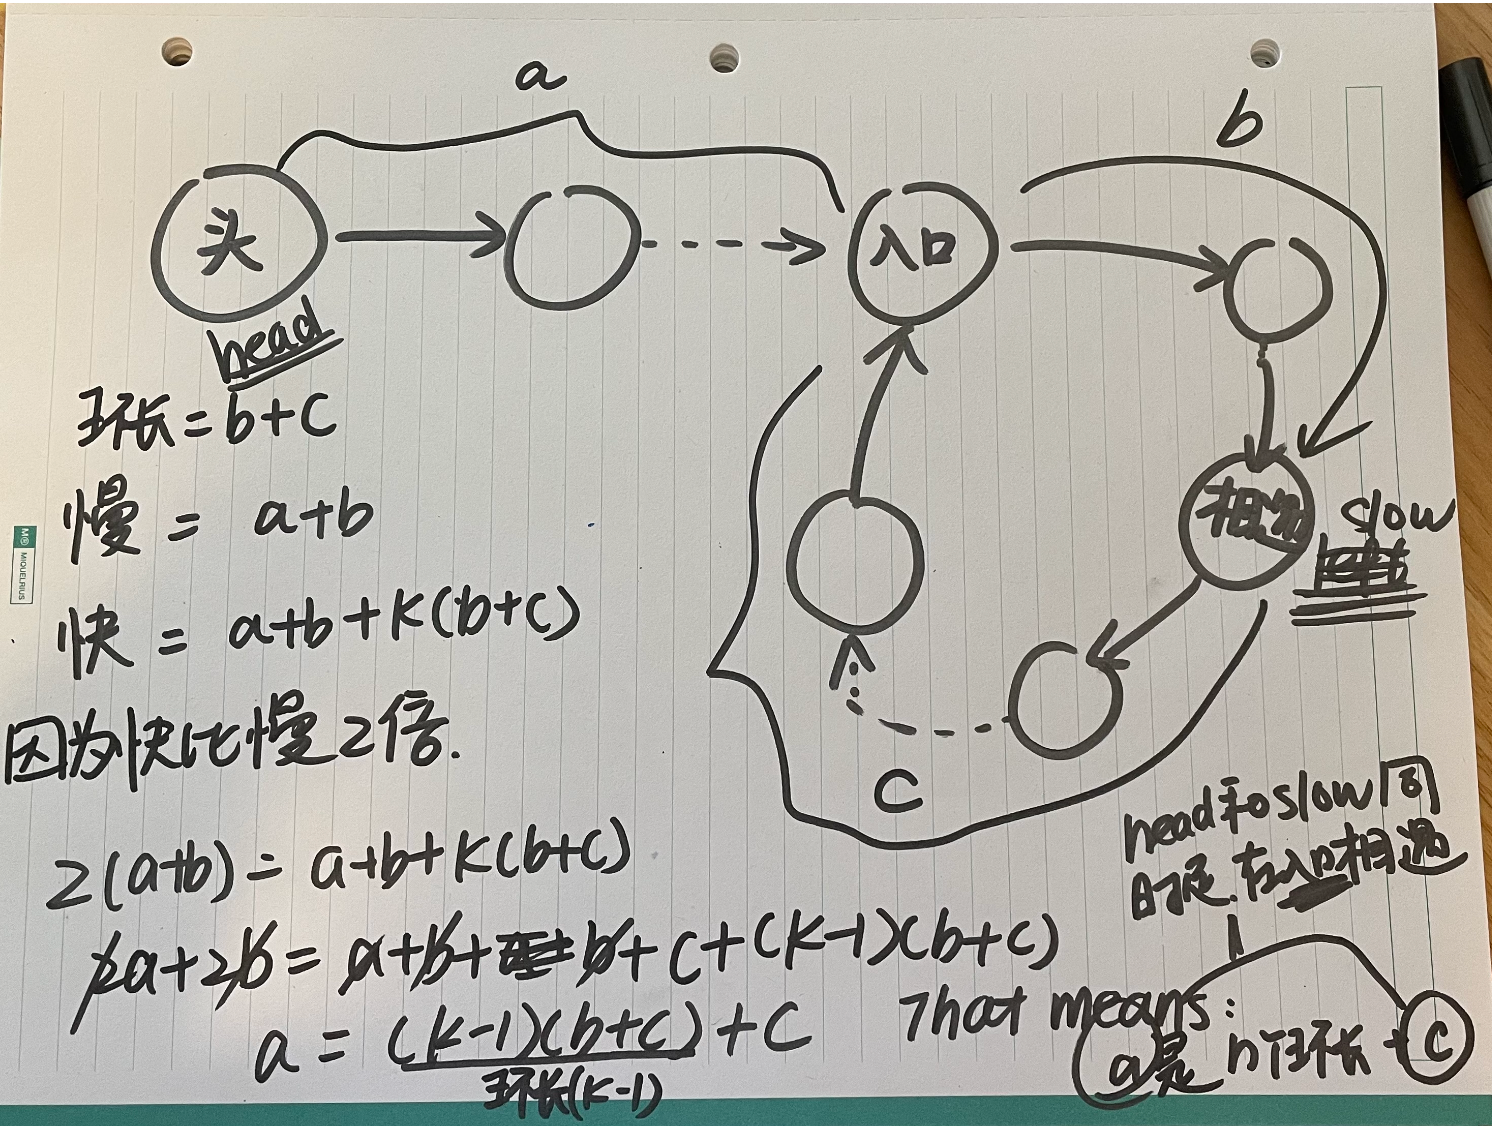 a
b
头
入口
head
环长 = b+c
相遇
slow
慢 = a+b
MIQUELRIUS
快 = a+b+k(b+c)
因为快比慢2倍.
c
head和slow同
时走.在入口相遇
2(a+b) = a+b+k(b+c)
2a+2b = a+b+b+c+(k-1)(b+c)
a = (k-1)(b+c)+c
环长(k-1)
That means:
a是 n个环长 + c